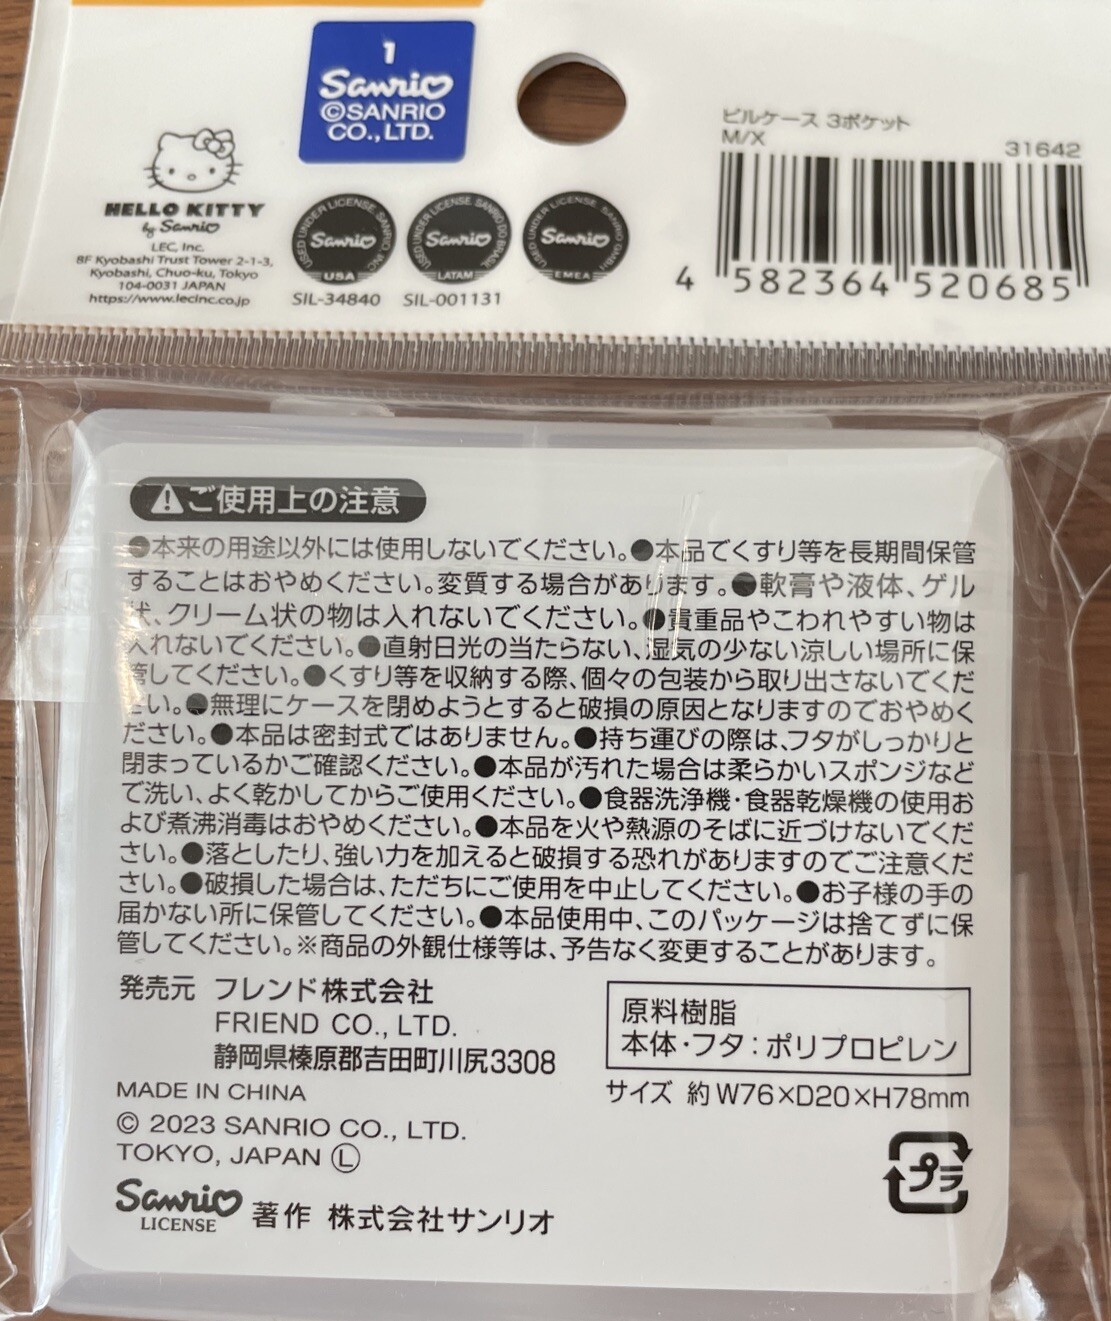 1
Sanrio
©SANRIO
CO.,LTD.
HELLO KITTY
by Sanrio
LEC, Inc.
8F Kyobashi Trust Tower 2-1-3,
Kyobashi, Chuo-ku, Tokyo
104-0031 JAPAN
https://www.lecinc.co.jp
USED UNDER LICENSE SANRIO INC
Sanrio
USA
SIL-34840
USED UNDER LICENSE SANRIO DO BRASIL
Sanrio
LATAM
SIL-001131
USED UNDER LICENSE SANRIO GMBH
Sanrio
EMEA
ピルケース 3ポケット
M/X
31642
4 582364 520685
ご使用上の注意
●本来の用途以外には使用しないでください。●本品でくすり等を長期間保管
することはおやめください。変質する場合があります。●軟膏や液体、ゲル
状、クリーム状の物は入れないでください。●貴重品やこわれやすい物は
入れないでください。●直射日光の当たらない、湿気の少ない涼しい場所に保
管してください。●くすり等を収納する際、個々の包装から取り出さないでくだ
さい。●無理にケースを閉めようとすると破損の原因となりますのでおやめく
ださい。●本品は密封式ではありません。●持ち運びの際は、フタがしっかりと
閉まっているかご確認ください。●本品が汚れた場合は柔らかいスポンジなど
で洗い、よく乾かしてからご使用ください。●食器洗浄機・食器乾燥機の使用お
よび煮沸消毒はおやめください。●本品を火や熱源のそばに近づけないでくだ
さい。●落としたり、強い力を加えると破損する恐れがありますのでご注意くだ
さい。●破損した場合は、ただちにご使用を中止してください。●お子様の手の
届かない所に保管してください。●本品使用中、このパッケージは捨てずに保
管してください。※商品の外観仕様等は、予告なく変更することがあります。
発売元 フレンド株式会社
FRIEND CO., LTD.
静岡県榛原郡吉田町川尻3308
原料樹脂
本体・フタ：ポリプロピレン
MADE IN CHINA
サイズ 約W76×D20×H78mm
© 2023 SANRIO CO., LTD.
TOKYO, JAPAN Ⓛ
プラ
Sanrio
LICENSE
著作 株式会社サンリオ